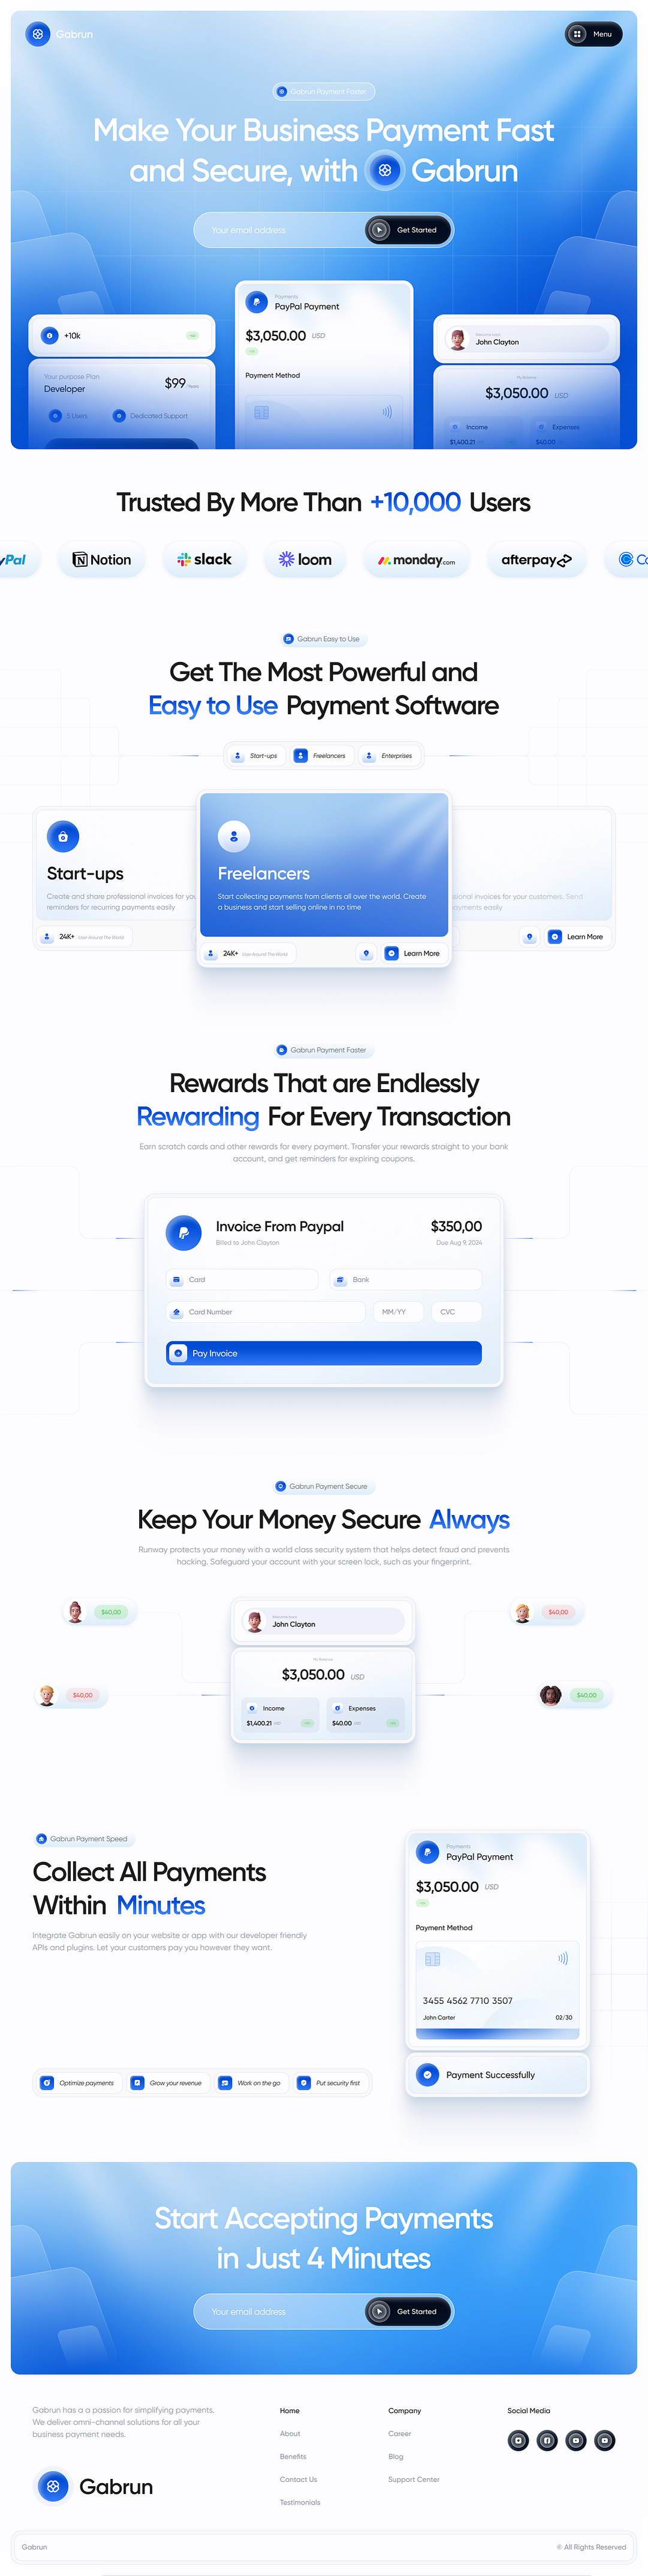 Gabrun
Menu
Gabrun Payment Faster
Make Your Business Payment Fast
and Secure, with Gabrun
Your email address
Get Started
+10k
Your purpose Plan
Developer
$99
5 Users
Dedicated Support
Payments
PayPal Payment
$3,050.00 USD
Payment Method
Welcome back
John Clayton
My Balance
$3,050.00 USD
Income
$1,400.21
Expenses
$40.00
Trusted By More Than +10,000 Users
yPal
Notion
slack
loom
monday.com
afterpay
Co
Gabrun Easy to Use
Get The Most Powerful and
Easy to Use Payment Software
Start-ups
Freelancers
Enterprises
Start-ups
Create and share professional invoices for you
reminders for recurring payments easily
24K+ User Around The World
Freelancers
Start collecting payments from clients all over the world. Create
a business and start selling online in no time
24K+ User Around The World
Learn More
ssional invoices for your customers. Send
payments easily
Learn More
Gabrun Payment Faster
Rewards That are Endlessly
Rewarding For Every Transaction
Earn scratch cards and other rewards for every payment. Transfer your rewards straight to your bank
account, and get reminders for expiring coupons.
Invoice From Paypal
$350,00
Billed to John Clayton
Due Aug 9, 2024
Card
Bank
Card Number
MM/YY
CVC
Pay Invoice
Gabrun Payment Secure
Keep Your Money Secure Always
Runway protects your money with a world class security system that helps detect fraud and prevents
hacking. Safeguard your account with your screen lock, such as your fingerprint.
$40,00
$40,00
Welcome back
John Clayton
My Balance
$3,050.00 USD
Income
$1,400.21 USD
Expenses
$40.00 USD
$40,00
$40,00
Gabrun Payment Speed
Collect All Payments
Within Minutes
Integrate Gabrun easily on your website or app with our developer friendly
APIs and plugins. Let your customers pay you however they want.
Optimize payments
Grow your revenue
Work on the go
Put security first
Payments
PayPal Payment
$3,050.00 USD
Payment Method
3455 4562 7710 3507
John Carter
02/30
Payment Successfully
Start Accepting Payments
in Just 4 Minutes
Your email address
Get Started
Gabrun has a a passion for simplifying payments.
We deliver omni-channel solutions for all your
business payment needs.
Gabrun
Home
About
Benefits
Contact Us
Testimonials
Company
Career
Blog
Support Center
Social Media
Gabrun
© All Rights Reserved